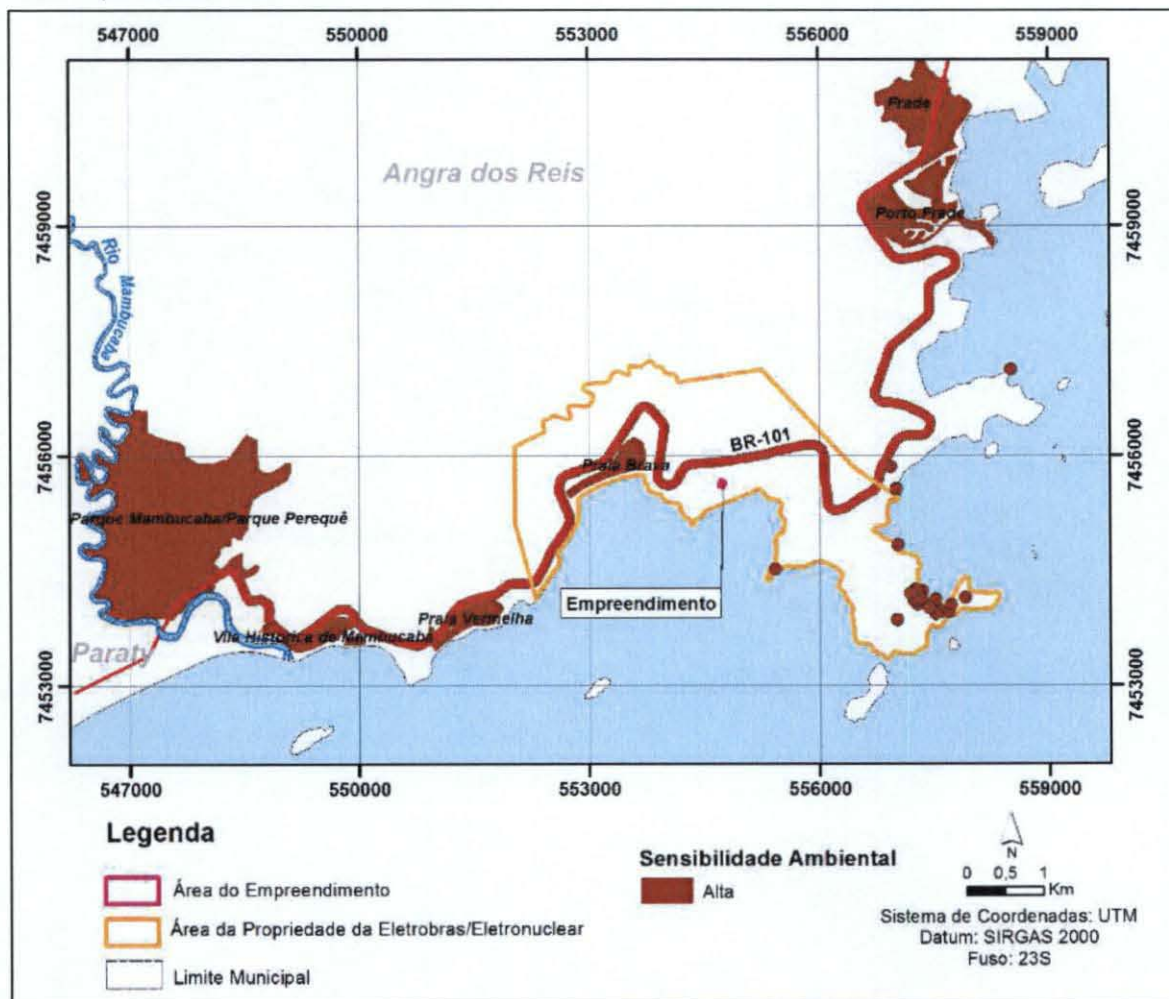 547000 550000 553000 556000 559000
Frade
Angra dos Reis
7459000 Porto Frade 7459000
Rio Mambucaba
BR-101
7456000 Praia Brava 7456000
Parque Mambucaba/Parque Perequê
Empreendimento
Praia Vermelha
Vila Histórica de Mambucaba
Paraty
7453000 7453000
547000 550000 553000 556000 559000
Legenda
Área do Empreendimento
Área da Propriedade da Eletrobras/Eletronuclear
Limite Municipal
Sensibilidade Ambiental
Alta
N
0 0,5 1
Km
Sistema de Coordenadas: UTM
Datum: SIRGAS 2000
Fuso: 23S